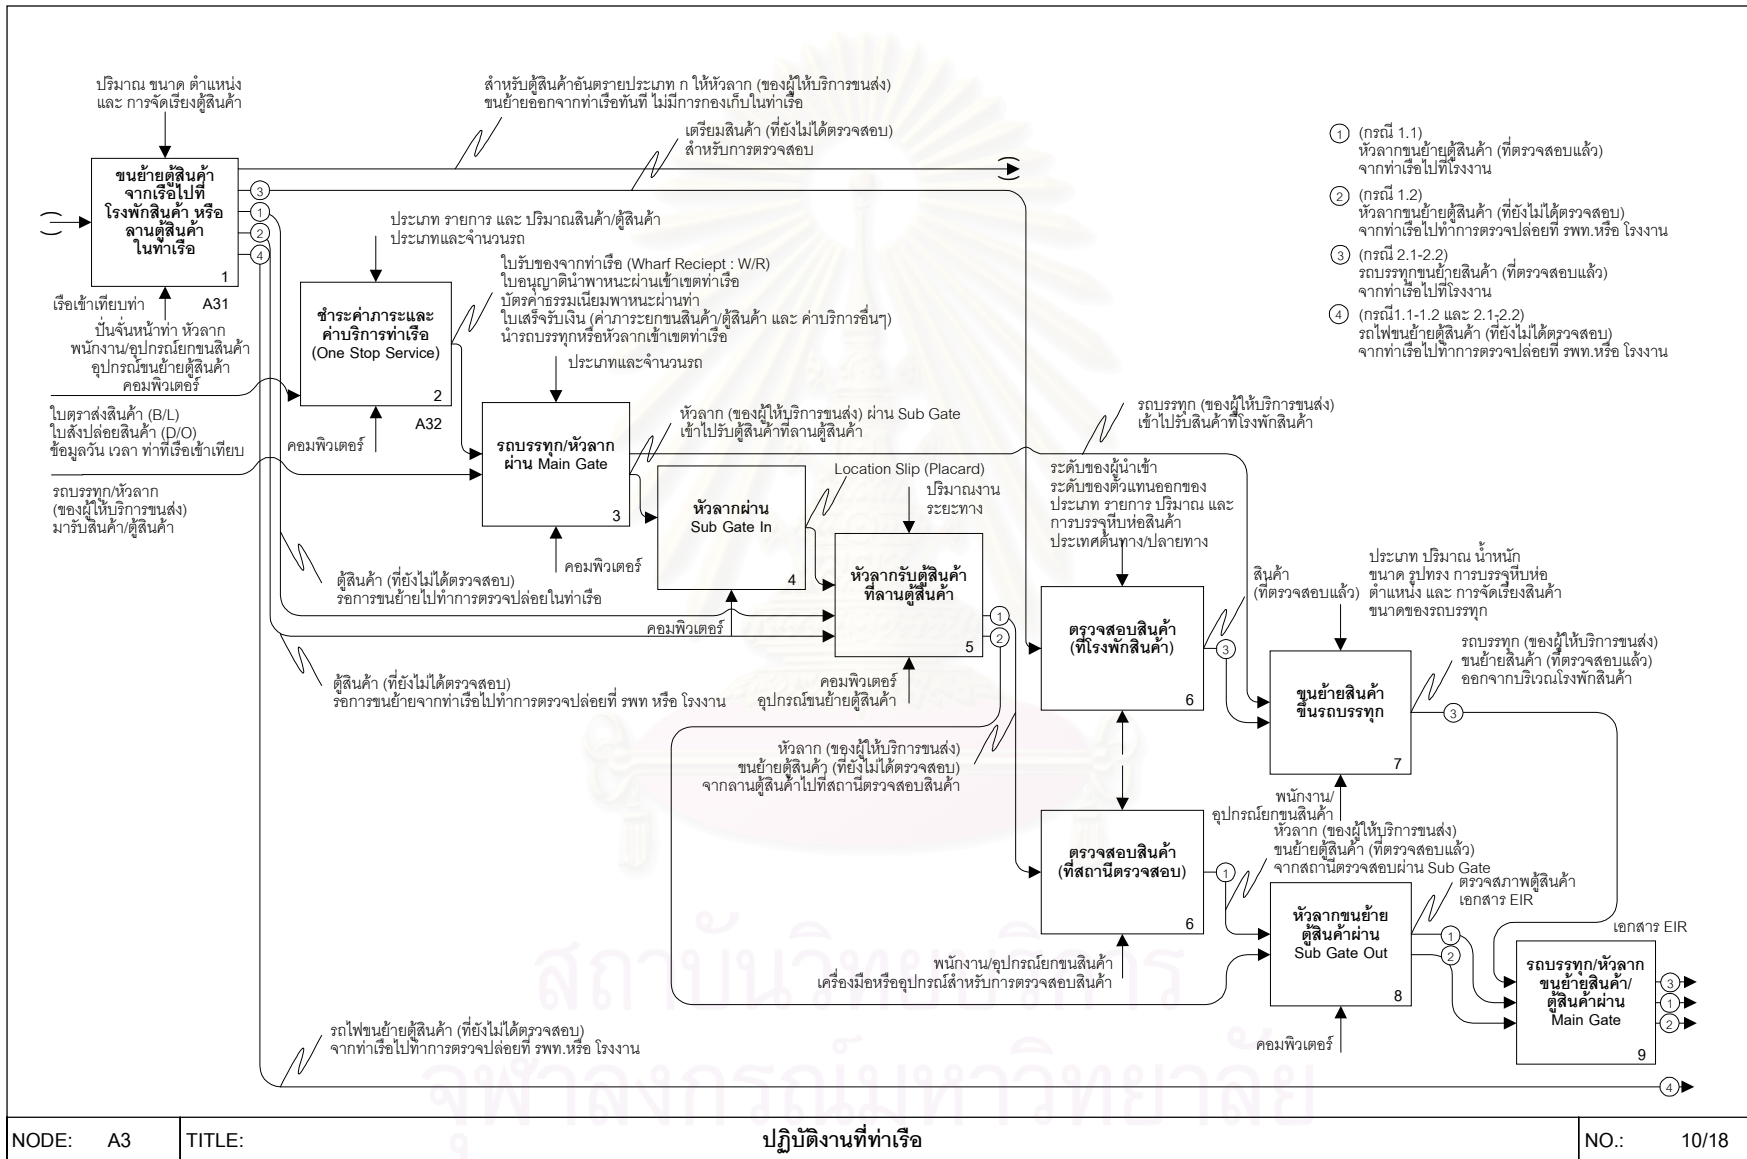 ปริมาณ ขนาด ตำแหน่ง
และ การจัดเรียงตู้สินค้า
สำหรับตู้สินค้าอันตรายประเภท ก ให้หัวลาก (ของผู้ให้บริการขนส่ง)
ขนย้ายออกจากท่าเรือทันที ไม่มีการกองเก็บในท่าเรือ
เตรียมสินค้า (ที่ยังไม่ได้ตรวจสอบ)
สำหรับการตรวจสอบ
1 (กรณี 1.1)
หัวลากขนย้ายตู้สินค้า (ที่ตรวจสอบแล้ว)
จากท่าเรือไปที่โรงงาน
2 (กรณี 1.2)
หัวลากขนย้ายตู้สินค้า (ที่ยังไม่ได้ตรวจสอบ)
จากท่าเรือไปทำการตรวจปล่อยที่ รพท.หรือ โรงงาน
3 (กรณี 2.1-2.2)
รถบรรทุกขนย้ายสินค้า (ที่ตรวจสอบแล้ว)
จากท่าเรือไปที่โรงงาน
4 (กรณี1.1-1.2 และ 2.1-2.2)
รถไฟขนย้ายตู้สินค้า (ที่ยังไม่ได้ตรวจสอบ)
จากท่าเรือไปทำการตรวจปล่อยที่ รพท.หรือ โรงงาน
ขนย้ายตู้สินค้า
จากเรือไปที่
โรงพักสินค้า หรือ
ลานตู้สินค้า
ในท่าเรือ
1
A31
3
1
2
4
เรือเข้าเทียบท่า
ปั่นจั่นหน้าท่า หัวลาก
พนักงาน/อุปกรณ์ยกขนสินค้า
อุปกรณ์ขนย้ายตู้สินค้า
คอมพิวเตอร์
ประเภท รายการ และ ปริมาณสินค้า/ตู้สินค้า
ประเภทและจำนวนรถ
ชำระค่าภาระและ
ค่าบริการท่าเรือ
(One Stop Service)
2
A32
คอมพิวเตอร์
ใบรับของจากท่าเรือ (Wharf Reciept : W/R)
ใบอนุญาตินำพาหนะผ่านเข้าเขตท่าเรือ
บัตรค่าธรรมเนียมพาหนะผ่านท่า
ใบเสร็จรับเงิน (ค่าภาระยกขนสินค้า/ตู้สินค้า และ ค่าบริการอื่นๆ)
นำรถบรรทุกหรือหัวลากเข้าเขตท่าเรือ
ประเภทและจำนวนรถ
ใบตราส่งสินค้า (B/L)
ใบสั่งปล่อยสินค้า (D/O)
ข้อมูลวัน เวลา ท่าที่เรือเข้าเทียบ
รถบรรทุก/หัวลาก
(ของผู้ให้บริการขนส่ง)
มารับสินค้า/ตู้สินค้า
รถบรรทุก/หัวลาก
ผ่าน Main Gate
3
คอมพิวเตอร์
หัวลาก (ของผู้ให้บริการขนส่ง) ผ่าน Sub Gate
เข้าไปรับตู้สินค้าที่ลานตู้สินค้า
หัวลากผ่าน
Sub Gate In
4
คอมพิวเตอร์
Location Slip (Placard)
ปริมาณงาน
ระยะทาง
หัวลากรับตู้สินค้า
ที่ลานตู้สินค้า
5
1
2
คอมพิวเตอร์
อุปกรณ์ขนย้ายตู้สินค้า
รถบรรทุก (ของผู้ให้บริการขนส่ง)
เข้าไปรับสินค้าที่โรงพักสินค้า
ระดับของผู้นำเข้า
ระดับของตัวแทนออกของ
ประเภท รายการ ปริมาณ และ
การบรรจุหีบห่อสินค้า
ประเทศต้นทาง/ปลายทาง
ตู้สินค้า (ที่ยังไม่ได้ตรวจสอบ)
รอการขนย้ายไปทำการตรวจปล่อยในท่าเรือ
ตู้สินค้า (ที่ยังไม่ได้ตรวจสอบ)
รอการขนย้ายจากท่าเรือไปทำการตรวจปล่อยที่ รพท หรือ โรงงาน
ตรวจสอบสินค้า
(ที่โรงพักสินค้า)
6
3
สินค้า
(ที่ตรวจสอบแล้ว)
ประเภท ปริมาณ น้ำหนัก
ขนาด รูปทรง การบรรจุหีบห่อ
ตำแหน่ง และ การจัดเรียงสินค้า
ขนาดของรถบรรทุก
ขนย้ายสินค้า
ขึ้นรถบรรทุก
7
3
รถบรรทุก (ของผู้ให้บริการขนส่ง)
ขนย้ายสินค้า (ที่ตรวจสอบแล้ว)
ออกจากบริเวณโรงพักสินค้า
หัวลาก (ของผู้ให้บริการขนส่ง)
ขนย้ายตู้สินค้า (ที่ยังไม่ได้ตรวจสอบ)
จากลานตู้สินค้าไปที่สถานีตรวจสอบสินค้า
พนักงาน/
อุปกรณ์ยกขนสินค้า
ตรวจสอบสินค้า
(ที่สถานีตรวจสอบ)
6
1
หัวลาก (ของผู้ให้บริการขนส่ง)
ขนย้ายตู้สินค้า (ที่ตรวจสอบแล้ว)
จากสถานีตรวจสอบผ่าน Sub Gate
พนักงาน/อุปกรณ์ยกขนสินค้า
เครื่องมือหรืออุปกรณ์สำหรับการตรวจสอบสินค้า
หัวลากขนย้าย
ตู้สินค้าผ่าน
Sub Gate Out
8
1
2
คอมพิวเตอร์
ตรวจสภาพตู้สินค้า
เอกสาร EIR
เอกสาร EIR
รถบรรทุก/หัวลาก
ขนย้ายสินค้า/
ตู้สินค้าผ่าน
Main Gate
9
3
1
2
รถไฟขนย้ายตู้สินค้า (ที่ยังไม่ได้ตรวจสอบ)
จากท่าเรือไปทำการตรวจปล่อยที่ รพท.หรือ โรงงาน
4
สถาบันวิทยบริการ
จุฬาลงกรณ์มหาวิทยาลัย
NODE: A3 TITLE: ปฏิบัติงานที่ท่าเรือ NO.: 10/18